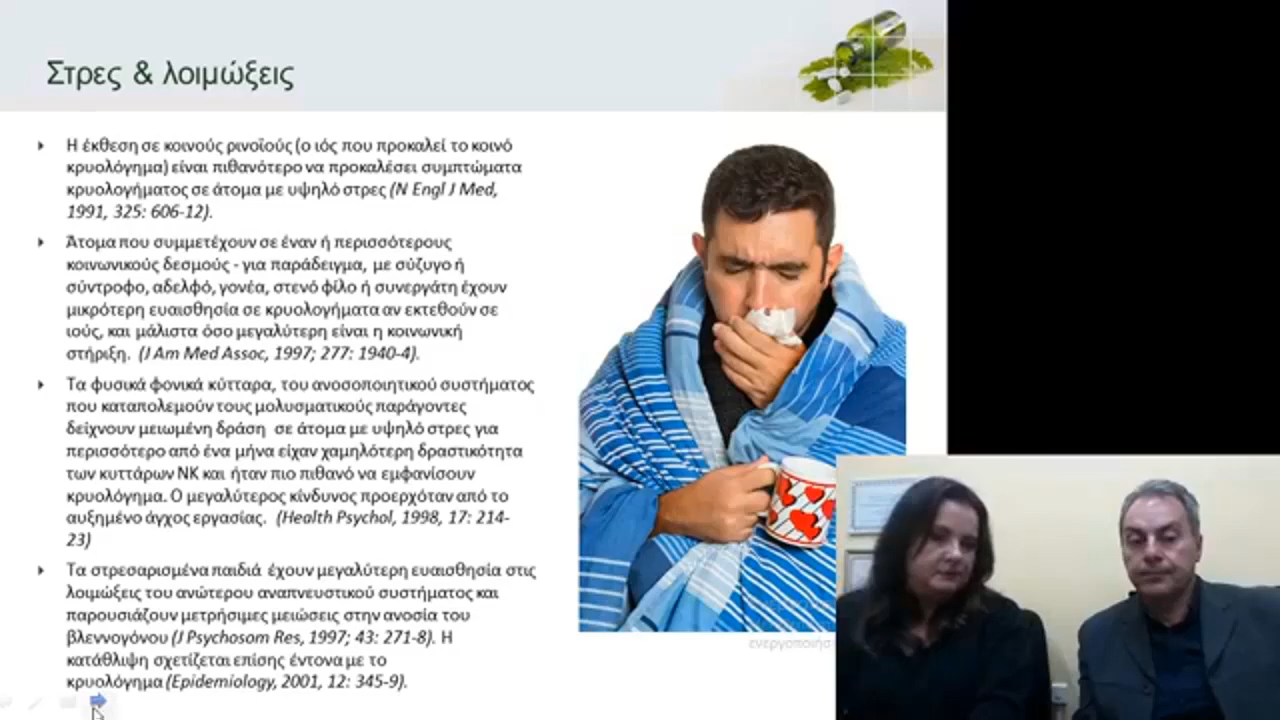 Στρες & λοιμώξεις
Η έκθεση σε κοινούς ρινοϊούς (ο ιός που προκαλεί το κοινό
κρυολόγημα) είναι πιθανότερο να προκαλέσει συμπτώματα
κρυολογήματος σε άτομα με υψηλό στρες (N Engl J Med,
1991, 325: 606-12).
Άτομα που συμμετέχουν σε έναν ή περισσότερους
κοινωνικούς δεσμούς - για παράδειγμα, με σύζυγο ή
σύντροφο, αδελφό, γονέα, στενό φίλο ή συνεργάτη έχουν
μικρότερη ευαισθησία σε κρυολογήματα αν εκτεθούν σε
ιούς, και μάλιστα όσο μεγαλύτερη είναι η κοινωνική
στήριξη. (J Am Med Assoc, 1997; 277: 1940-4).
Τα φυσικά φονικά κύτταρα, του ανοσοποιητικού συστήματος
που καταπολεμούν τους μολυσματικούς παράγοντες
δείχνουν μειωμένη δράση σε άτομα με υψηλό στρες για
περισσότερο από ένα μήνα είχαν χαμηλότερη δραστικότητα
των κυττάρων NK και ήταν πιο πιθανό να εμφανίσουν
κρυολόγημα. Ο μεγαλύτερος κίνδυνος προερχόταν από το
αυξημένο άγχος εργασίας. (Health Psychol, 1998, 17: 214-
23)
Τα στρεσαρισμένα παιδιά έχουν μεγαλύτερη ευαισθησία στις
λοιμώξεις του ανώτερου αναπνευστικού συστήματος και
παρουσιάζουν μετρήσιμες μειώσεις στην ανοσία του
βλεννογόνου (J Psychosom Res, 1997; 43: 271-8). Η
κατάθλιψη σχετίζεται επίσης έντονα με το
κρυολόγημα (Epidemiology, 2001, 12: 345-9).